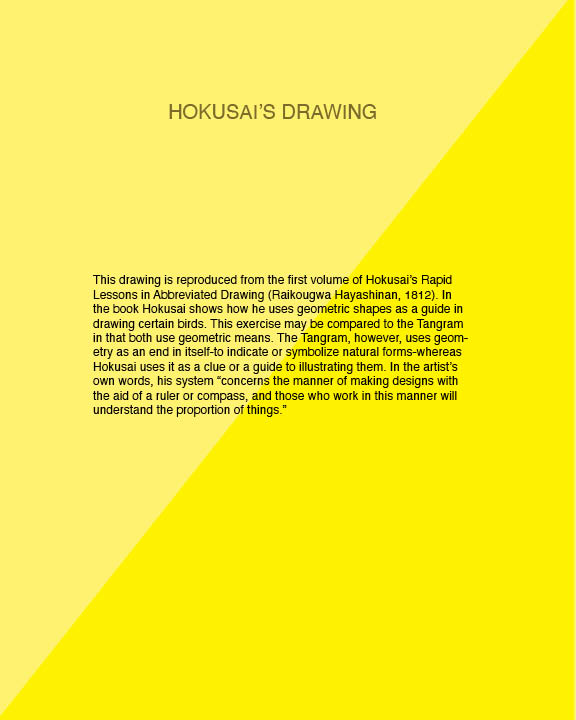 HOKUSAI’S DRAWING
This drawing is reproduced from the first volume of Hokusai’s Rapid
Lessons in Abbreviated Drawing (Raikougwa Hayashinan, 1812). In
the book Hokusai shows how he uses geometric shapes as a guide in
drawing certain birds. This exercise may be compared to the Tangram
in that both use geometric means. The Tangram, however, uses geom-
etry as an end in itself-to indicate or symbolize natural forms-whereas
Hokusai uses it as a clue or a guide to illustrating them. In the artist’s
own words, his system “concerns the manner of making designs with
the aid of a ruler or compass, and those who work in this manner will
understand the proportion of things.”